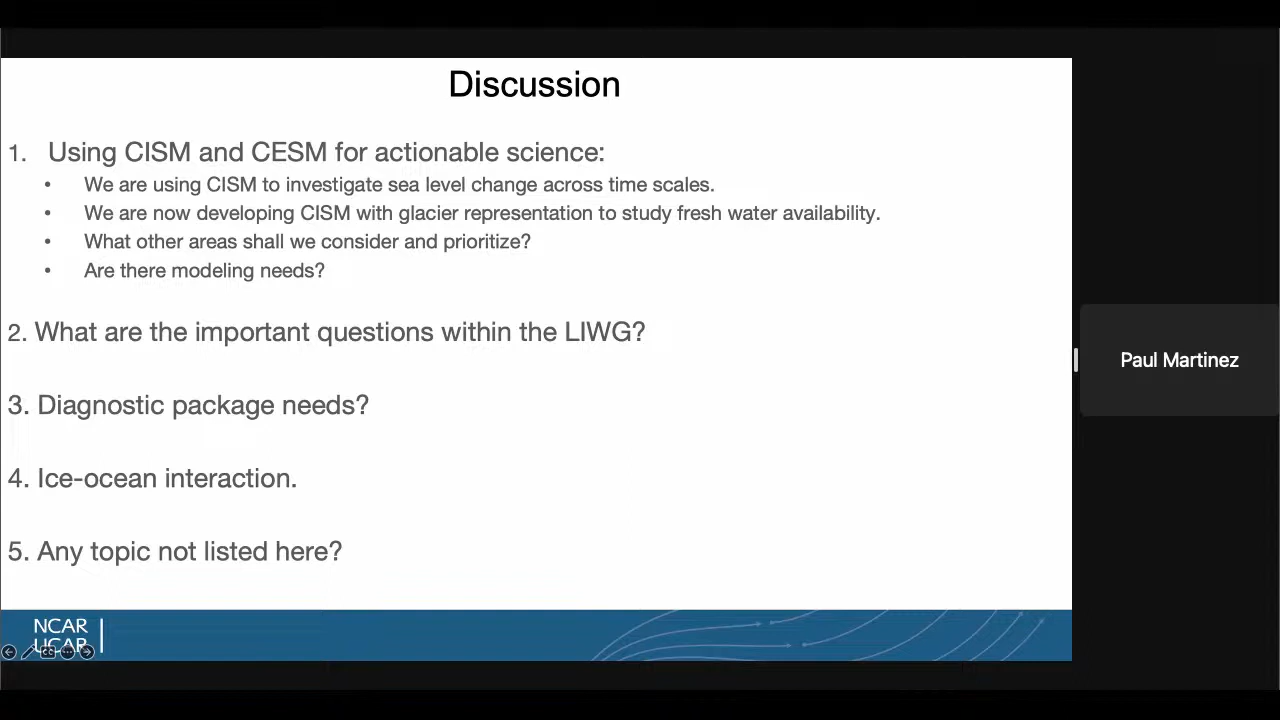 Discussion
1. Using CISM and CESM for actionable science:
• We are using CISM to investigate sea level change across time scales.
• We are now developing CISM with glacier representation to study fresh water availability.
• What other areas shall we consider and prioritize?
• Are there modeling needs?
2. What are the important questions within the LIWG?
3. Diagnostic package needs?
4. Ice-ocean interaction.
5. Any topic not listed here?
Paul Martinez
NCAR
UCAR